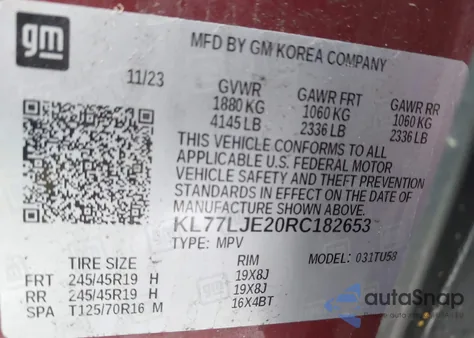 gm
MFD BY GM KOREA COMPANY
11/23
GVWR GAWR FRT GAWR RR
1880 KG 1060 KG 1060 KG
4145 LB 2336 LB 2336 LB
THIS VEHICLE CONFORMS TO ALL
APPLICABLE U.S. FEDERAL MOTOR
VEHICLE SAFETY AND THEFT PREVENTION
STANDARDS IN EFFECT ON THE DATE OF
MANUFACTURE SHOWN ABOVE.
KL77LJE20RC182653
TYPE: MPV MODEL: 031TU58
TIRE SIZE RIM
FRT 245/45R19 H 19X8J
RR 245/45R19 H 19X8J
SPA T125/70R16 M 16X4BT
autoSnap